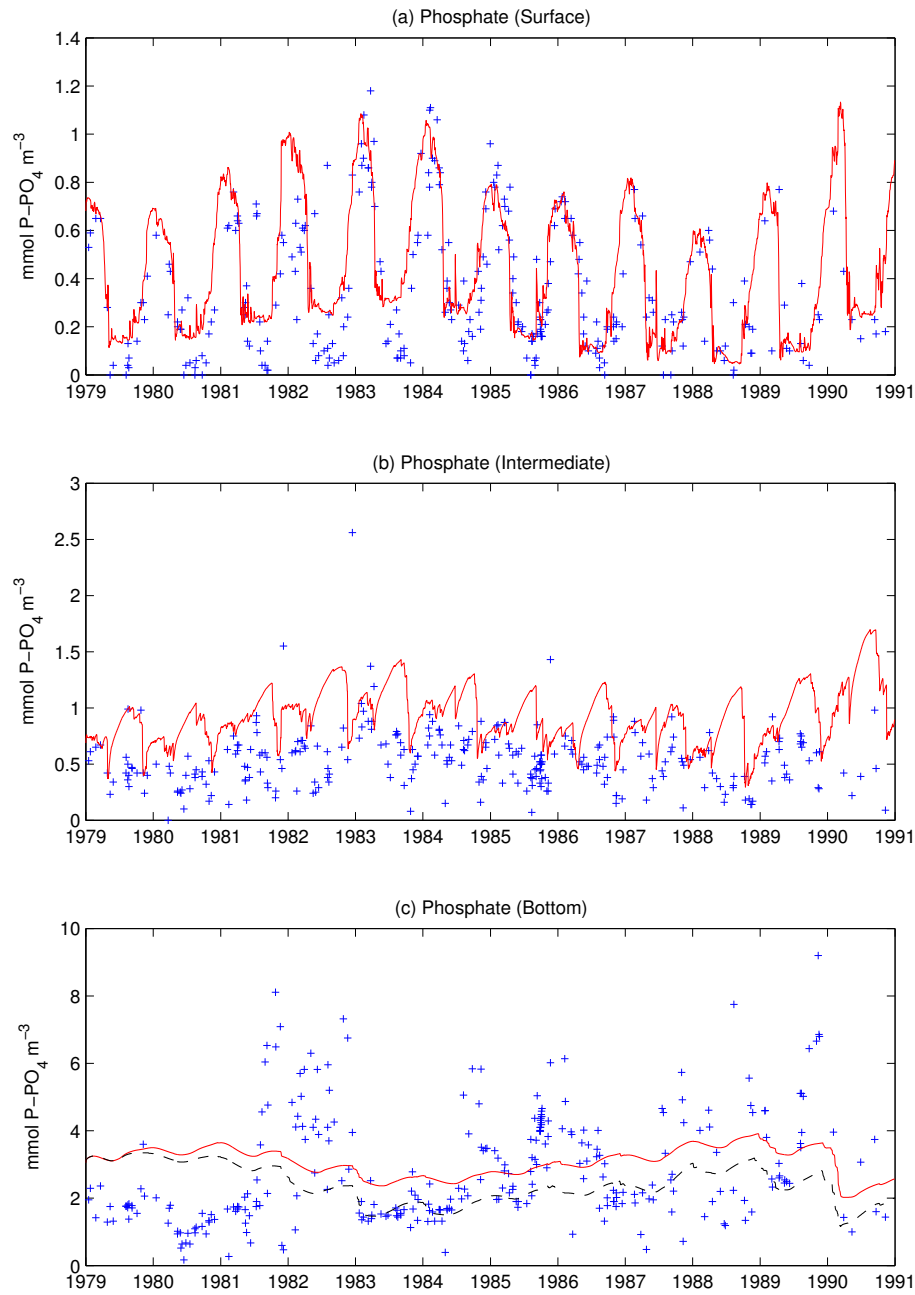 (a) Phosphate (Surface)
1.4
1.2
1
0.8
0.6
0.4
0.2
0
mmol P−PO₄ m⁻³
1979 1980 1981 1982 1983 1984 1985 1986 1987 1988 1989 1990 1991
(b) Phosphate (Intermediate)
3
2.5
2
1.5
1
0.5
0
mmol P−PO₄ m⁻³
1979 1980 1981 1982 1983 1984 1985 1986 1987 1988 1989 1990 1991
(c) Phosphate (Bottom)
10
8
6
4
2
0
mmol P−PO₄ m⁻³
1979 1980 1981 1982 1983 1984 1985 1986 1987 1988 1989 1990 1991